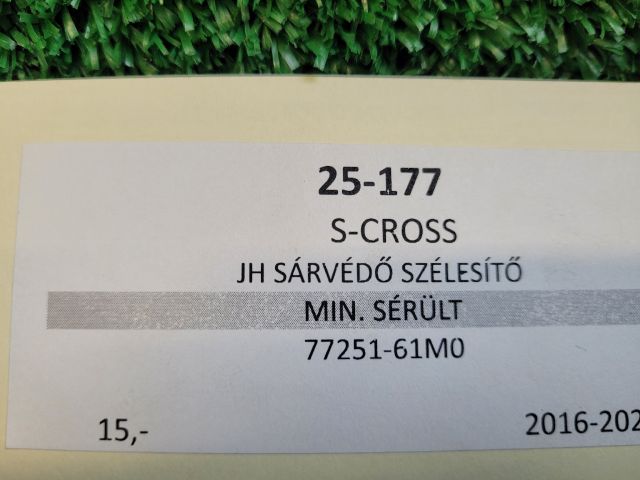 25-177
S-CROSS
JH SÁRVÉDŐ SZÉLESÍTŐ
MIN. SÉRÜLT
77251-61M0
15,-
2016-202